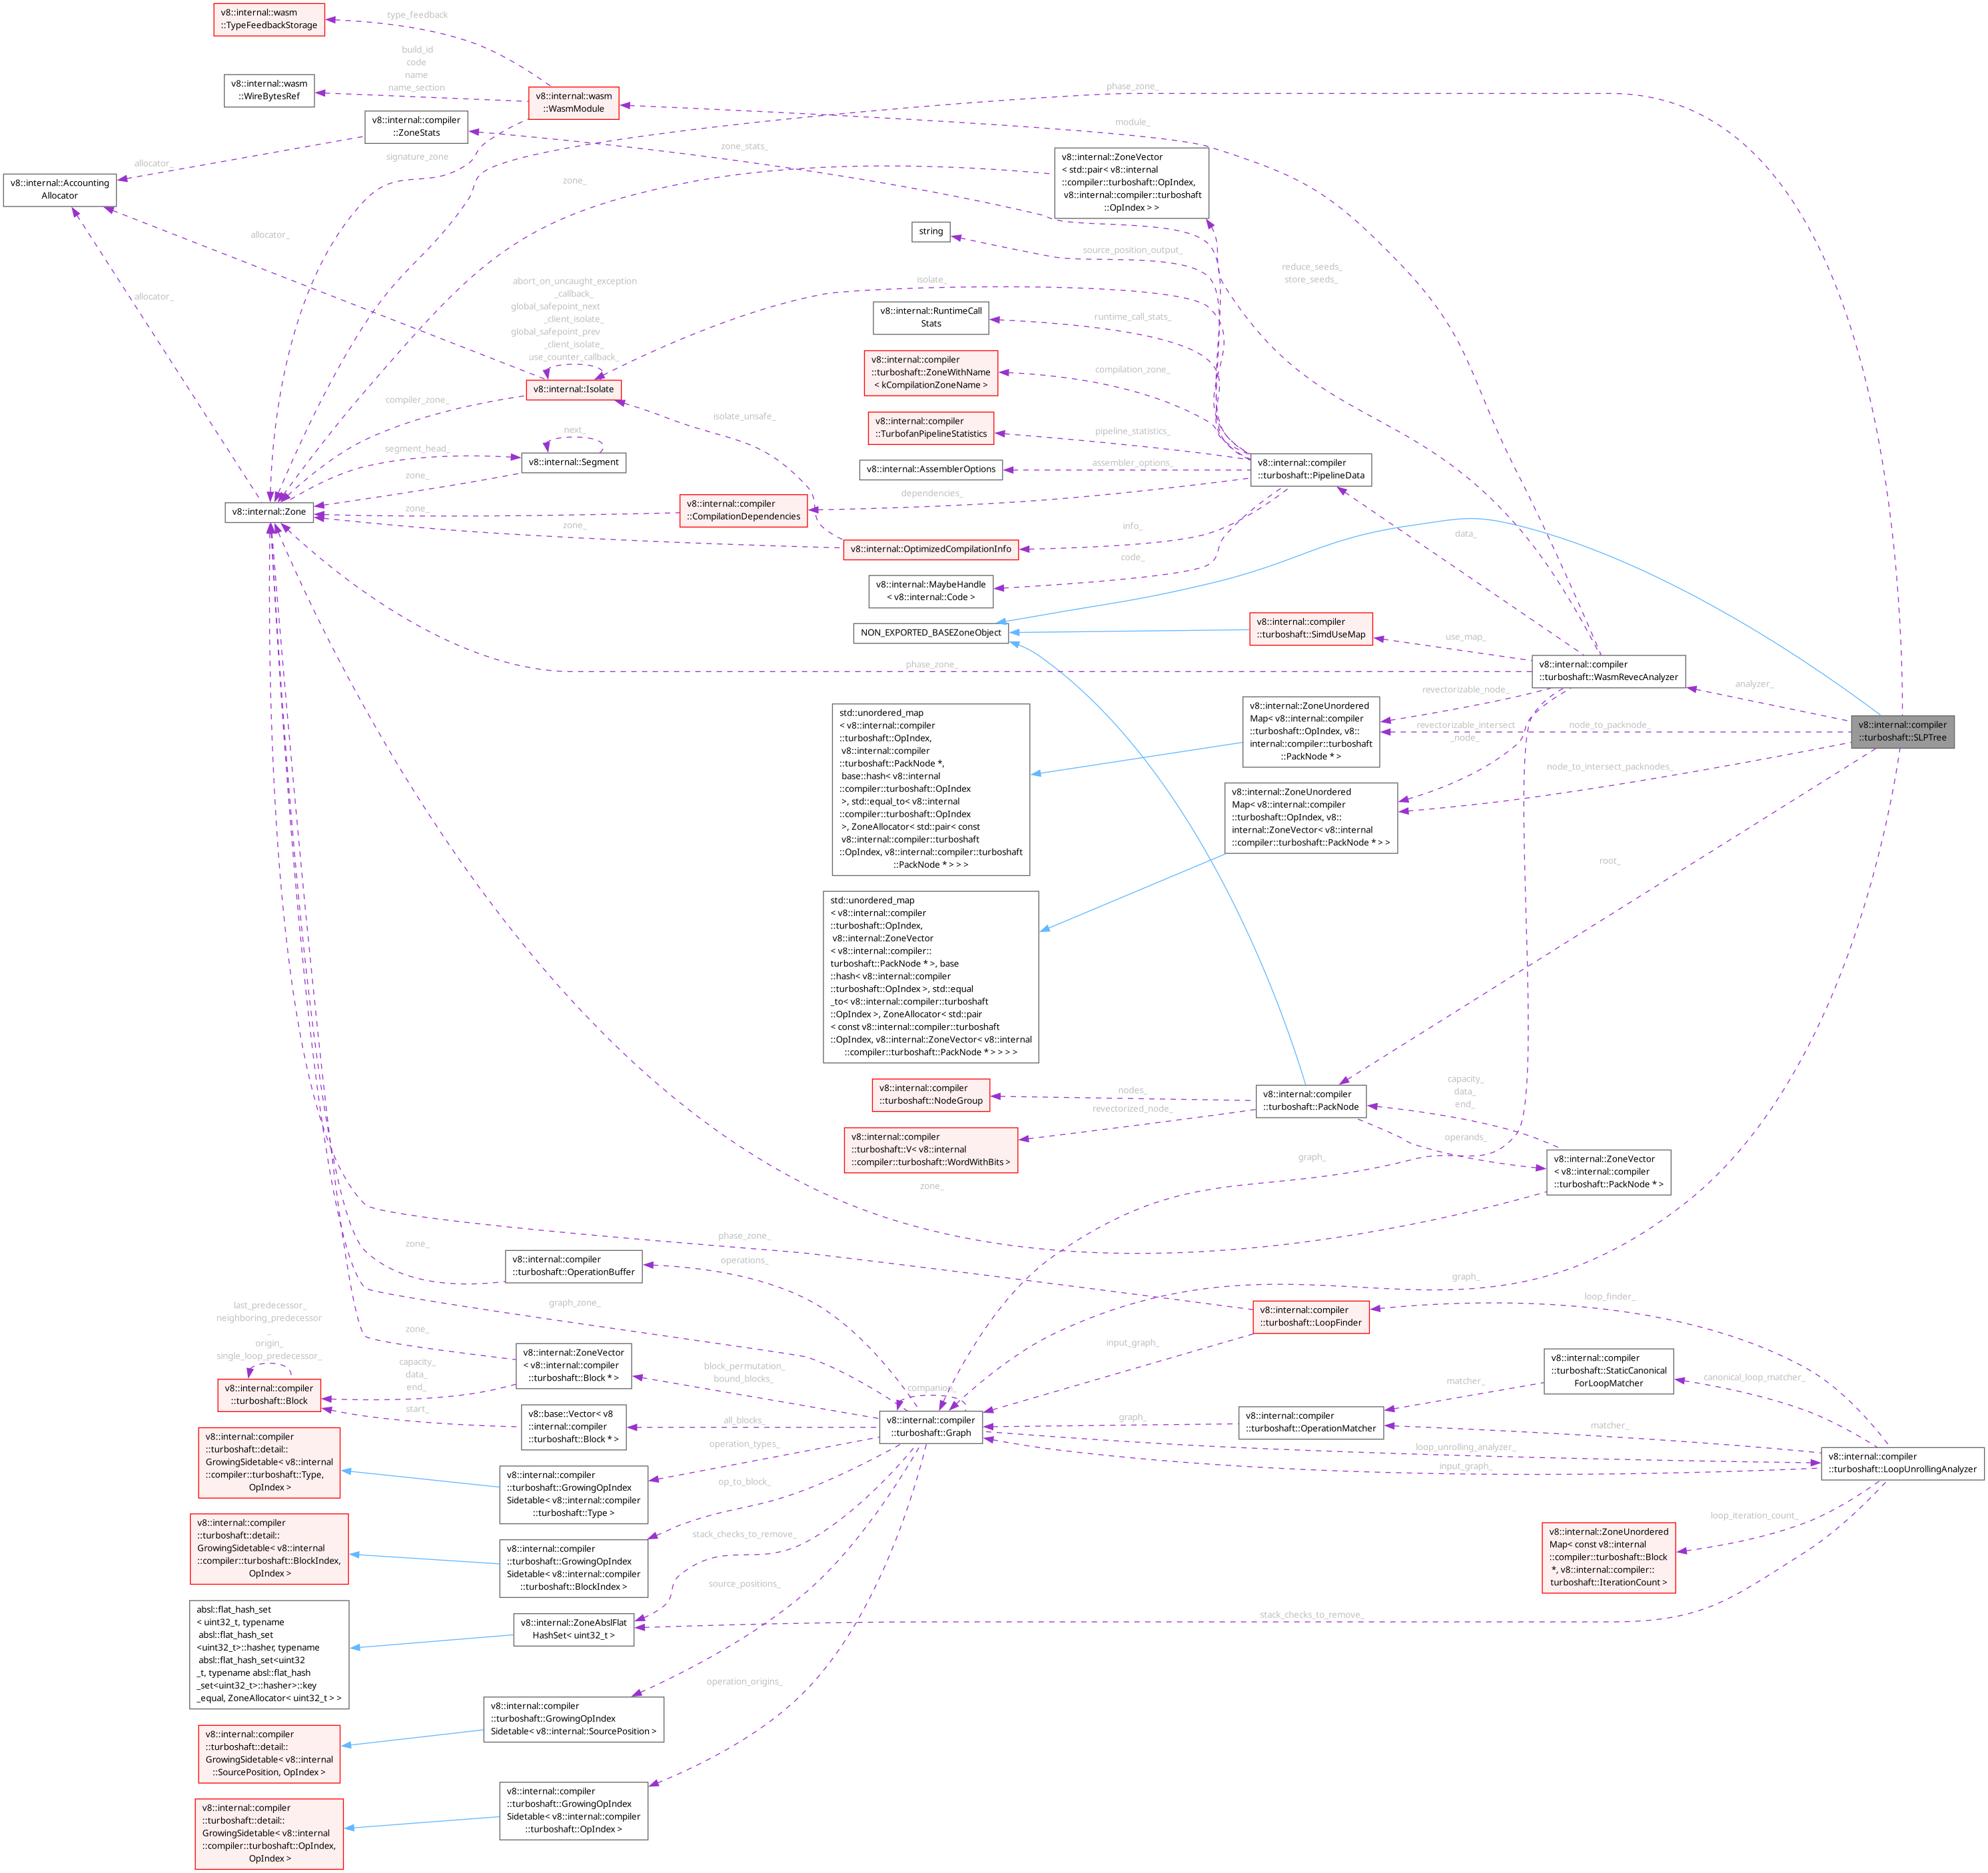 v8::internal::wasm
::TypeFeedbackStorage
type_feedback
build_id
code
name
name_section
v8::internal::wasm
::WireBytesRef
v8::internal::wasm
::WasmModule
phase_zone_
module_
v8::internal::compiler
::ZoneStats
signature_zone
zone_stats_
allocator_
v8::internal::Accounting
Allocator
zone_
v8::internal::ZoneVector
< std::pair< v8::internal
::compiler::turboshaft::OpIndex,
v8::internal::compiler::turboshaft
::OpIndex > >
string
source_position_output_
allocator_
reduce_seeds_
store_seeds_
allocator_
abort_on_uncaught_exception
_callback_
global_safepoint_next
_client_isolate_
global_safepoint_prev
_client_isolate_
use_counter_callback_
isolate_
v8::internal::RuntimeCall
Stats
runtime_call_stats_
v8::internal::compiler
::turboshaft::ZoneWithName
< kCompilationZoneName >
compilation_zone_
v8::internal::Isolate
compiler_zone_
isolate_unsafe_
v8::internal::compiler
::TurbofanPipelineStatistics
pipeline_statistics_
next_
segment_head_
v8::internal::Segment
zone_
v8::internal::AssemblerOptions
assembler_options_
v8::internal::compiler
::turboshaft::PipelineData
v8::internal::Zone
zone_
v8::internal::compiler
::CompilationDependencies
dependencies_
zone_
v8::internal::OptimizedCompilationInfo
info_
data_
code_
v8::internal::MaybeHandle
< v8::internal::Code >
NON_EXPORTED_BASEZoneObject
v8::internal::compiler
::turboshaft::SimdUseMap
use_map_
phase_zone_
v8::internal::compiler
::turboshaft::WasmRevecAnalyzer
analyzer_
revectorizable_node_
v8::internal::compiler
::turboshaft::SLPTree
std::unordered_map
< v8::internal::compiler
::turboshaft::OpIndex,
v8::internal::compiler
::turboshaft::PackNode *,
base::hash< v8::internal
::compiler::turboshaft::OpIndex
>, std::equal_to< v8::internal
::compiler::turboshaft::OpIndex
>, ZoneAllocator< std::pair< const
v8::internal::compiler::turboshaft
::OpIndex, v8::internal::compiler::turboshaft
::PackNode * > > >
v8::internal::ZoneUnordered
Map< v8::internal::compiler
::turboshaft::OpIndex, v8::
internal::compiler::turboshaft
::PackNode * >
revectorizable_intersect
_node_
node_to_packnode_
node_to_intersect_packnodes_
v8::internal::ZoneUnordered
Map< v8::internal::compiler
::turboshaft::OpIndex, v8::
internal::ZoneVector< v8::internal
::compiler::turboshaft::PackNode * > >
root_
std::unordered_map
< v8::internal::compiler
::turboshaft::OpIndex,
v8::internal::ZoneVector
< v8::internal::compiler::
turboshaft::PackNode * >, base
::hash< v8::internal::compiler
::turboshaft::OpIndex >, std::equal
_to< v8::internal::compiler::turboshaft
::OpIndex >, ZoneAllocator< std::pair
< const v8::internal::compiler::turboshaft
::OpIndex, v8::internal::ZoneVector< v8::internal
::compiler::turboshaft::PackNode * > > > >
v8::internal::compiler
::turboshaft::NodeGroup
nodes_
v8::internal::compiler
::turboshaft::PackNode
capacity_
data_
end_
revectorized_node_
v8::internal::compiler
::turboshaft::V< v8::internal
::compiler::turboshaft::WordWithBits >
graph_
operands_
v8::internal::ZoneVector
< v8::internal::compiler
::turboshaft::PackNode * >
zone_
phase_zone_
zone_
v8::internal::compiler
::turboshaft::OperationBuffer
operations_
graph_
graph_zone_
loop_finder_
v8::internal::compiler
::turboshaft::LoopFinder
last_predecessor_
neighboring_predecessor
_
origin_
single_loop_predecessor_
zone_
v8::internal::ZoneVector
< v8::internal::compiler
::turboshaft::Block * >
block_permutation_
bound_blocks_
input_graph_
v8::internal::compiler
::turboshaft::StaticCanonical
ForLoopMatcher
canonical_loop_matcher_
matcher_
capacity_
data_
end_
v8::internal::compiler
::turboshaft::Block
start_
v8::base::Vector< v8
::internal::compiler
::turboshaft::Block * >
all_blocks_
companion_
v8::internal::compiler
::turboshaft::Graph
graph_
v8::internal::compiler
::turboshaft::OperationMatcher
matcher_
loop_unrolling_analyzer_
input_graph_
v8::internal::compiler
::turboshaft::LoopUnrollingAnalyzer
v8::internal::compiler
::turboshaft::detail::
GrowingSidetable< v8::internal
::compiler::turboshaft::Type,
OpIndex >
v8::internal::compiler
::turboshaft::GrowingOpIndex
Sidetable< v8::internal::compiler
::turboshaft::Type >
operation_types_
op_to_block_
v8::internal::compiler
::turboshaft::detail::
GrowingSidetable< v8::internal
::compiler::turboshaft::BlockIndex,
OpIndex >
v8::internal::compiler
::turboshaft::GrowingOpIndex
Sidetable< v8::internal::compiler
::turboshaft::BlockIndex >
stack_checks_to_remove_
source_positions_
loop_iteration_count_
v8::internal::ZoneUnordered
Map< const v8::internal
::compiler::turboshaft::Block
*, v8::internal::compiler::
turboshaft::IterationCount >
absl::flat_hash_set
< uint32_t, typename
absl::flat_hash_set
<uint32_t>::hasher, typename
absl::flat_hash_set<uint32
_t, typename absl::flat_hash
_set<uint32_t>::hasher>::key
_equal, ZoneAllocator< uint32_t > >
v8::internal::ZoneAbslFlat
HashSet< uint32_t >
stack_checks_to_remove_
operation_origins_
v8::internal::compiler
::turboshaft::GrowingOpIndex
Sidetable< v8::internal::SourcePosition >
v8::internal::compiler
::turboshaft::detail::
GrowingSidetable< v8::internal
::SourcePosition, OpIndex >
v8::internal::compiler
::turboshaft::GrowingOpIndex
Sidetable< v8::internal::compiler
::turboshaft::OpIndex >
v8::internal::compiler
::turboshaft::detail::
GrowingSidetable< v8::internal
::compiler::turboshaft::OpIndex,
OpIndex >